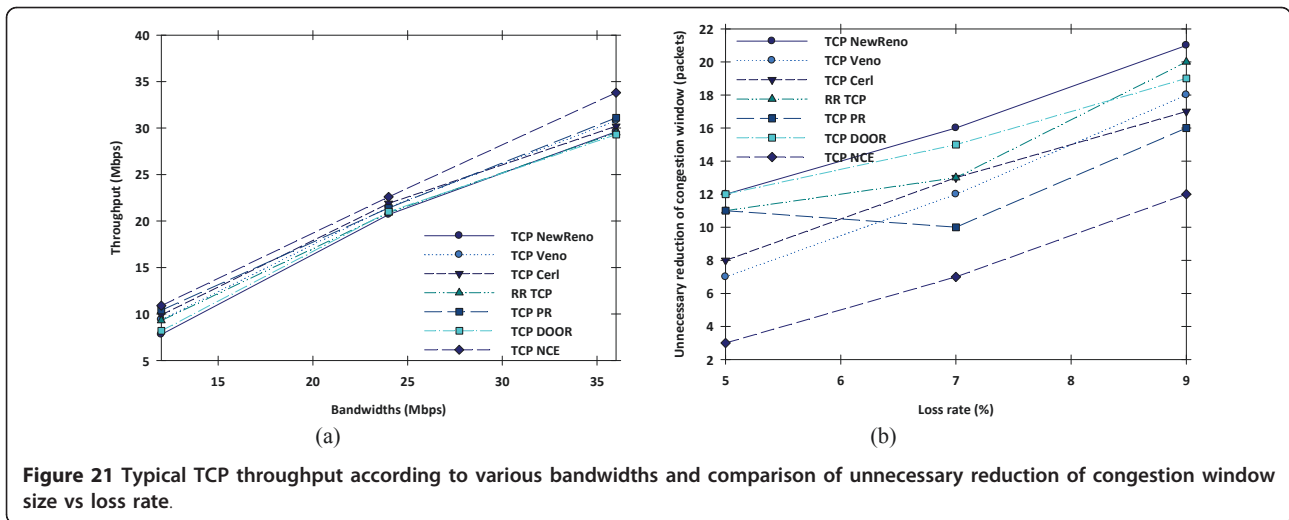 40
35
30
25
20
15
10
5
Throughput (Mbps)
TCP NewReno
TCP Veno
TCP Cerl
RR TCP
TCP PR
TCP DOOR
TCP NCE
15
20
25
30
35
Bandwidths (Mbps)
(a)
22
20
18
16
14
12
10
8
6
4
2
Unnecessary reduction of congestion window (packets)
TCP NewReno
TCP Veno
TCP Cerl
RR TCP
TCP PR
TCP DOOR
TCP NCE
5
6
7
8
9
Loss rate (%)
(b)
Figure 21 Typical TCP throughput according to various bandwidths and comparison of unnecessary reduction of congestion window
size vs loss rate.